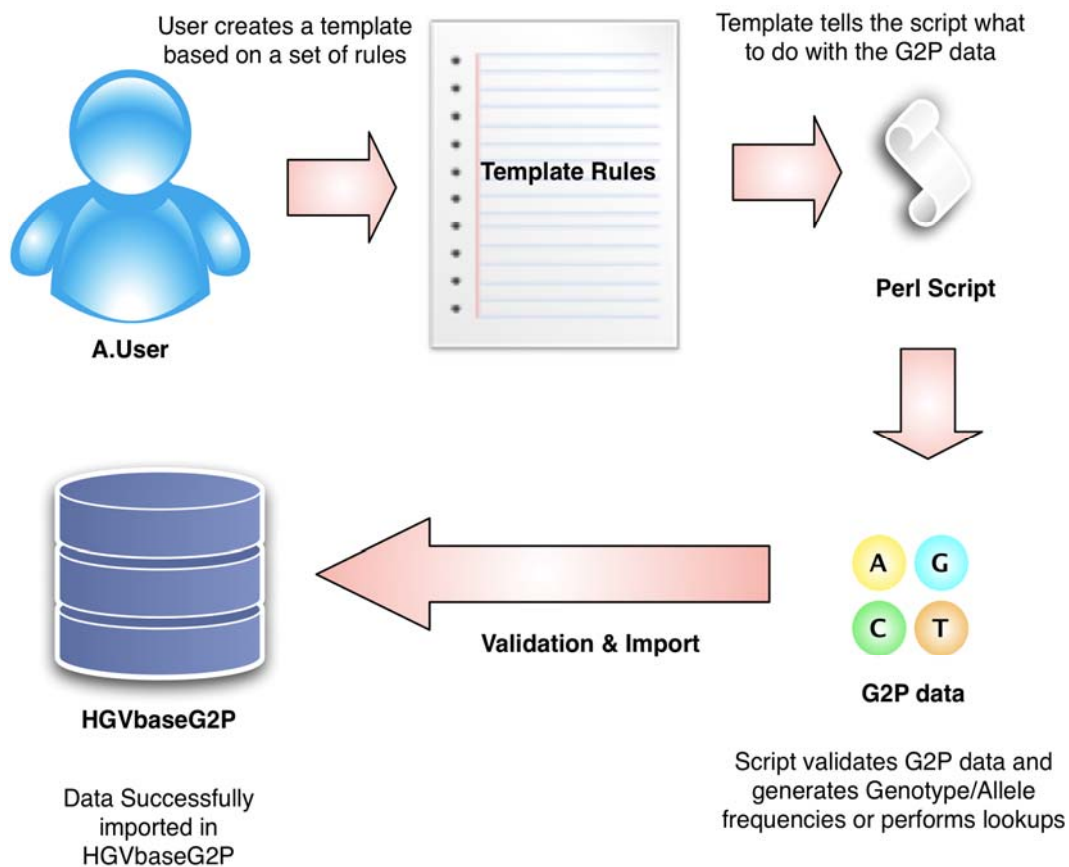 User creates a template
based on a set of rules
Template tells the script what
to do with the G2P data
Template Rules
Perl Script
A.User
A
G
C
T
Validation & Import
G2P data
HGVbaseG2P
Script validates G2P data and
generates Genotype/Allele
frequencies or performs lookups
Data Successfully
imported in
HGVbaseG2P